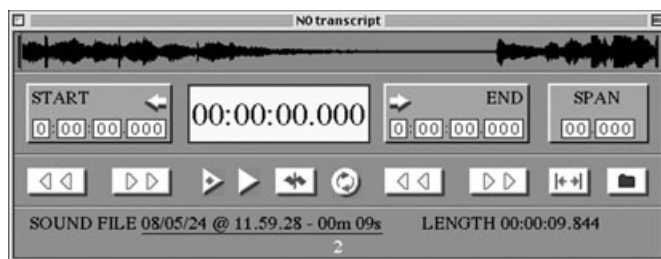 N0 transcript
START END SPAN
00:00:00.000
0:00:00.000 0:00:00.000 00.000
SOUND FILE 08/05/24 @ 11.59.28 - 00m 09s LENGTH 00:00:09.844
2